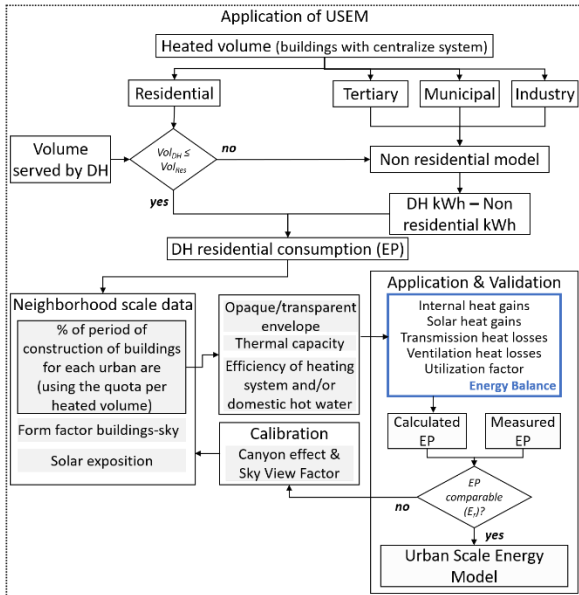 Application of USEM
Heated volume (buildings with centralize system)
Residential
Tertiary
Municipal
Industry
Volume
served by DH
Vol_DH ≤
Vol_Res
no
yes
Non residential model
DH kWh – Non
residential kWh
DH residential consumption (EP)
Neighborhood scale data
% of period of
construction of buildings
for each urban are
(using the quota per
heated volume)
Form factor buildings-sky
Solar exposition
Opaque/transparent
envelope
Thermal capacity
Efficiency of heating
system and/or
domestic hot water
Calibration
Canyon effect &
Sky View Factor
Application & Validation
Internal heat gains
Solar heat gains
Transmission heat losses
Ventilation heat losses
Utilization factor
Energy Balance
Calculated
EP
Measured
EP
EP
comparable
(E_r)?
no
yes
Urban Scale Energy
Model